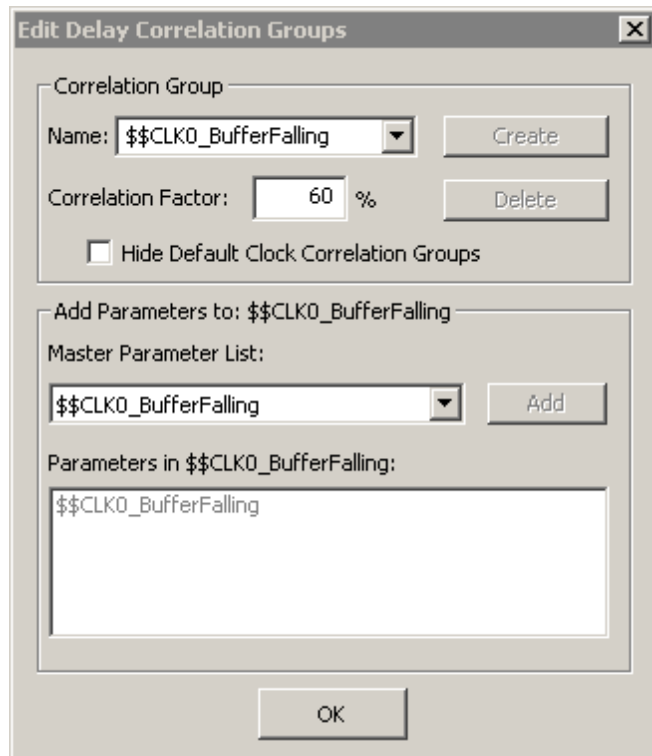 Edit Delay Correlation Groups
Correlation Group
Name: $$CLK0_BufferFalling Create
Correlation Factor: 60 % Delete
Hide Default Clock Correlation Groups
Add Parameters to: $$CLK0_BufferFalling
Master Parameter List:
$$CLK0_BufferFalling Add
Parameters in $$CLK0_BufferFalling:
$$CLK0_BufferFalling
OK